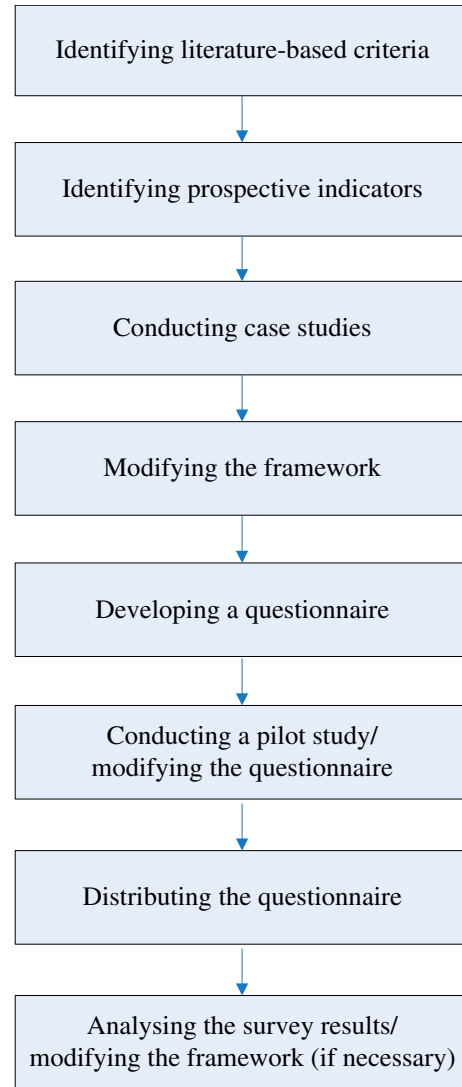 Identifying literature-based criteria
Identifying prospective indicators
Conducting case studies
Modifying the framework
Developing a questionnaire
Conducting a pilot study/
modifying the questionnaire
Distributing the questionnaire
Analysing the survey results/
modifying the framework (if necessary)